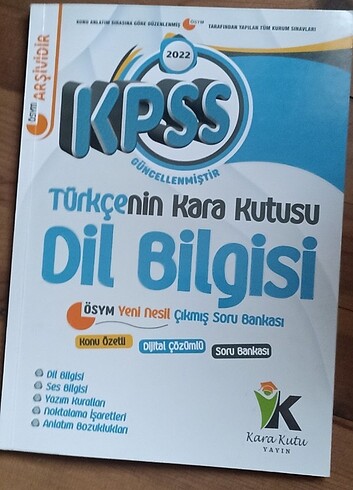 KONU ANLATIM SIRASINA GÖRE DÜZENLENMİŞ ÖSYM TARAFINDAN YAPILAN TÜM KURUM SINAVLARI
ÖSYM ARŞİVİDİR
2022
KPSS
GÜNCELLENMİŞTİR
Türkçenin Kara Kutusu
Dil Bilgisi
ÖSYM Yeni Nesil Çıkmış Soru Bankası
Konu Özetli Dijital Çözümlü Soru Bankası
Dil Bilgisi
Ses Bilgisi
Yazım Kuralları
Noktalama İşaretleri
Anlatım Bozuklukları
K
Kara Kutu
YAYIN